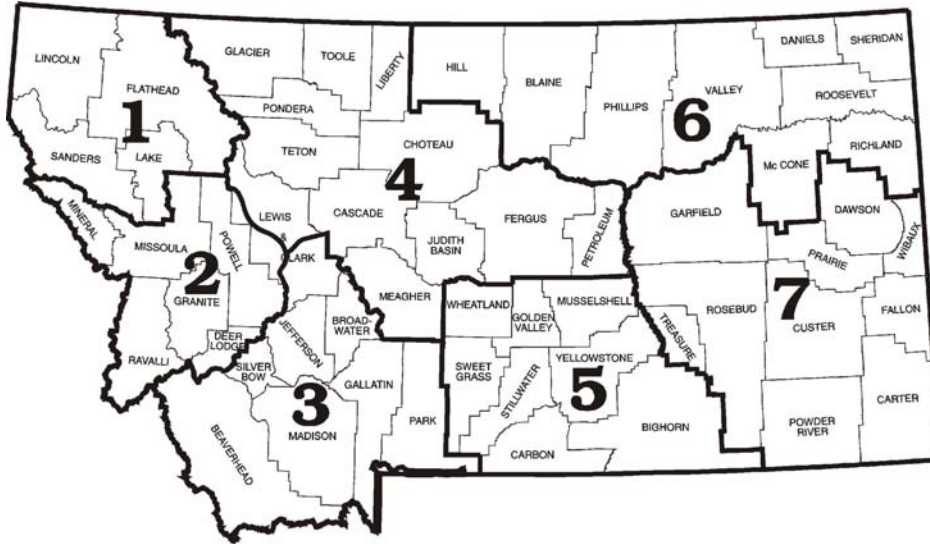 LINCOLN
FLATHEAD
1
SANDERS
LAKE
GLACIER
TOOLE
LIBERTY
PONDERA
TETON
CHOTEAU
4
LEWIS
&
CLARK
CASCADE
JUDITH
BASIN
FERGUS
PETROLEUM
MEAGHER
HILL
BLAINE
PHILLIPS
VALLEY
6
DANIELS
SHERIDAN
ROOSEVELT
Mc CONE
RICHLAND
MINERAL
MISSOULA
POWELL
2
GRANITE
DEER
LODGE
RAVALLI
SILVER
BOW
JEFFERSON
BROAD-
WATER
GALLATIN
3
MADISON
PARK
BEAVERHEAD
WHEATLAND
GOLDEN
VALLEY
MUSSELSHELL
SWEET
GRASS
STILLWATER
YELLOWSTONE
5
CARBON
BIGHORN
GARFIELD
DAWSON
WIBAUX
PRAIRIE
ROSEBUD
TREASURE
7
CUSTER
FALLON
POWDER
RIVER
CARTER